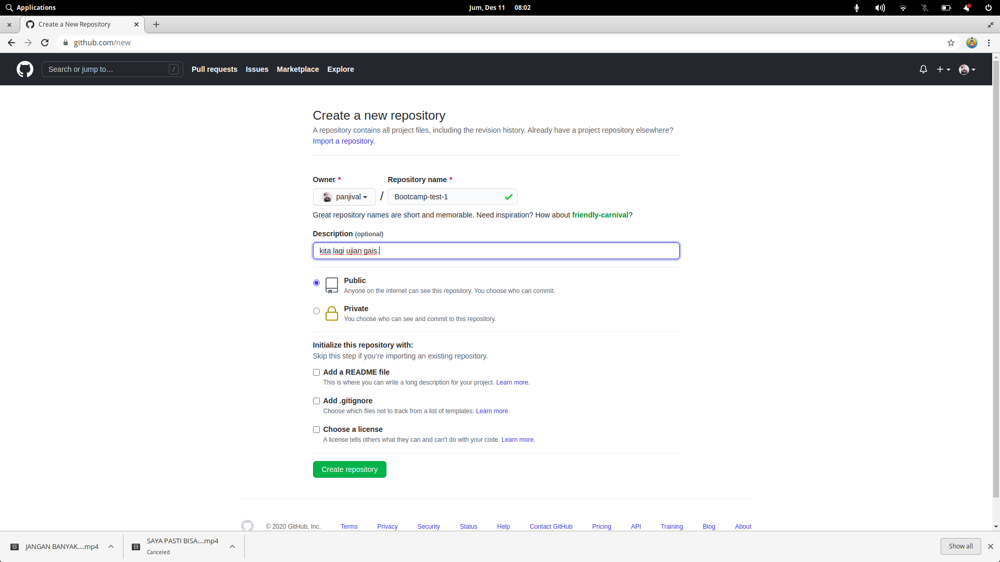 Applications
Jum, Des 11 08:02
Create a New Repository
github.com/new
Search or jump to… /
Pull requests Issues Marketplace Explore
Create a new repository
A repository contains all project files, including the revision history. Already have a project repository elsewhere?
Import a repository.
Owner * Repository name *
panjival / Bootcamp-test-1
Great repository names are short and memorable. Need inspiration? How about friendly-carnival?
Description (optional)
kita lagi ujian gais.
Public
Anyone on the internet can see this repository. You choose who can commit.
Private
You choose who can see and commit to this repository.
Initialize this repository with:
Skip this step if you’re importing an existing repository.
Add a README file
This is where you can write a long description for your project. Learn more.
Add .gitignore
Choose which files not to track from a list of templates. Learn more.
Choose a license
A license tells others what they can and can't do with your code. Learn more.
Create repository
© 2020 GitHub, Inc. Terms Privacy Security Status Help Contact GitHub Pricing API Training Blog About
JANGAN BANYAK....mp4
SAYA PASTI BISA....mp4
Canceled
Show all